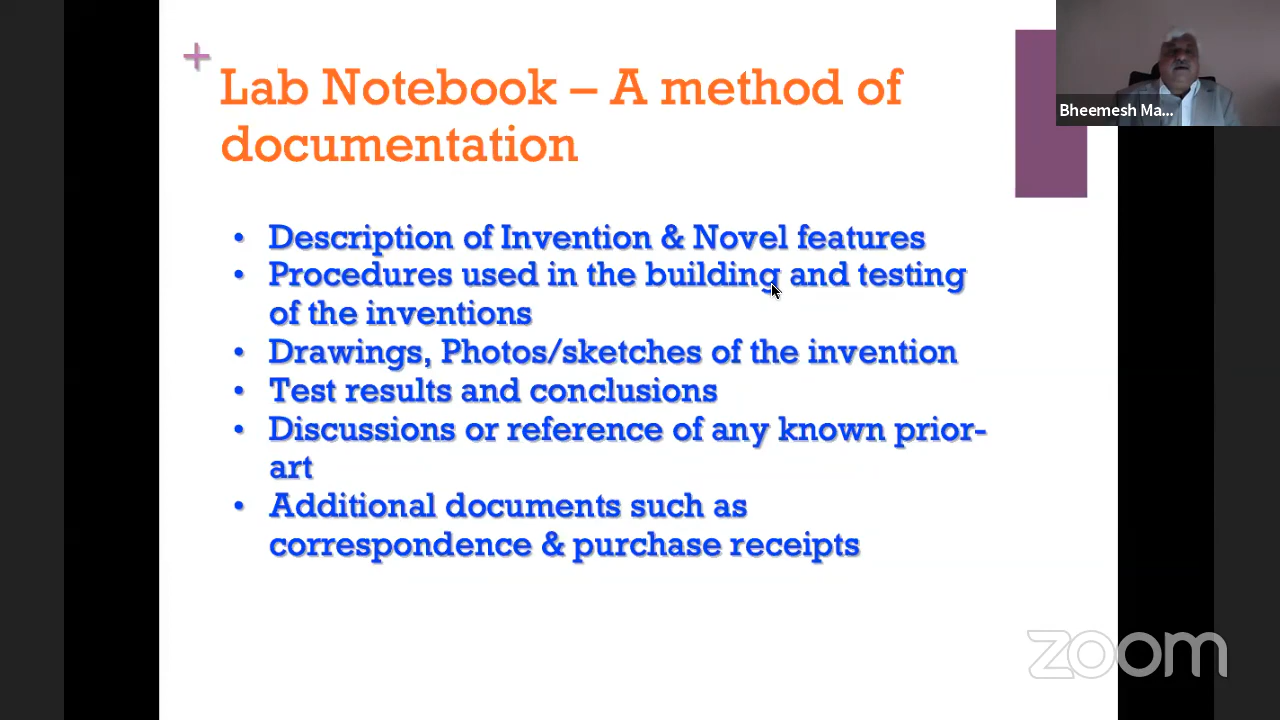 +
Lab Notebook – A method of
documentation
• Description of Invention & Novel features
• Procedures used in the building and testing
of the inventions
• Drawings, Photos/sketches of the invention
• Test results and conclusions
• Discussions or reference of any known prior-
art
• Additional documents such as
correspondence & purchase receipts
Bheemesh Ma...
zoom